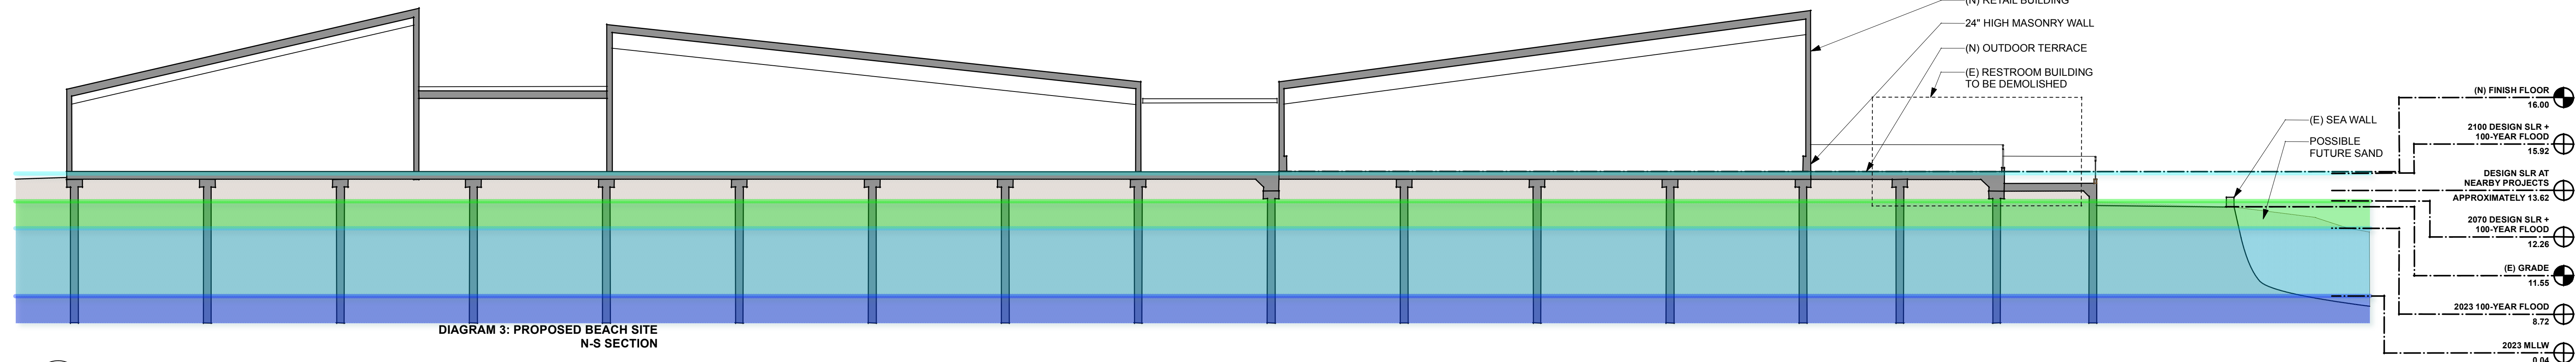 (N) RETAIL BUILDING
24" HIGH MASONRY WALL
(N) OUTDOOR TERRACE
(E) RESTROOM BUILDING
TO BE DEMOLISHED
(E) SEA WALL
POSSIBLE
FUTURE SAND
(N) FINISH FLOOR
16.00
2100 DESIGN SLR +
100-YEAR FLOOD
15.92
DESIGN SLR AT
NEARBY PROJECTS
APPROXIMATELY 13.62
2070 DESIGN SLR +
100-YEAR FLOOD
12.26
(E) GRADE
11.55
2023 100-YEAR FLOOD
8.72
2023 MLLW
0.04
DIAGRAM 3: PROPOSED BEACH SITE
N-S SECTION